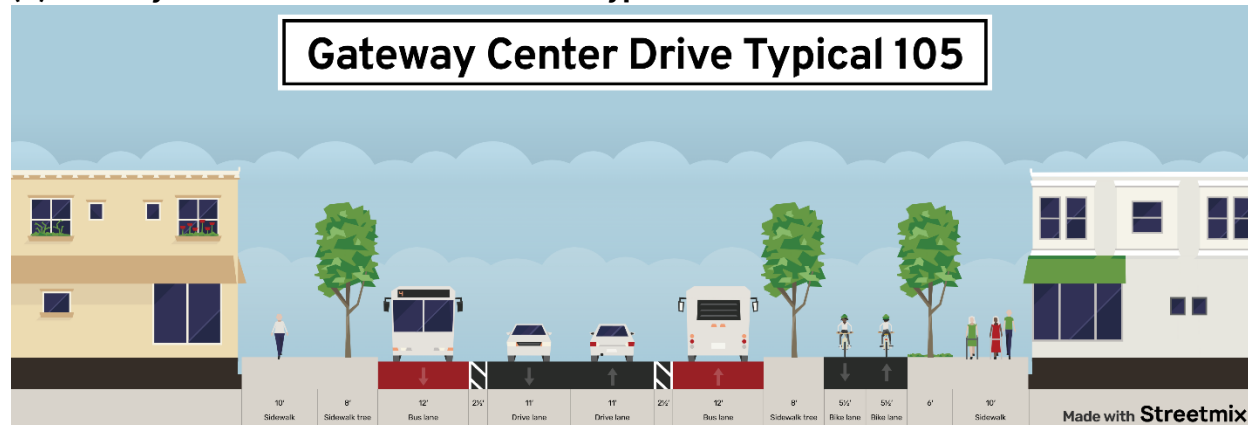 Gateway Center Drive Typical 105
10' 8' 12' 2½' 11' 11' 2½' 12' 8' 5½' 5½' 6' 10'
Sidewalk Sidewalk tree Bus lane Drive lane Drive lane Bus lane Sidewalk tree Bike lane Bike lane Sidewalk
Made with Streetmix